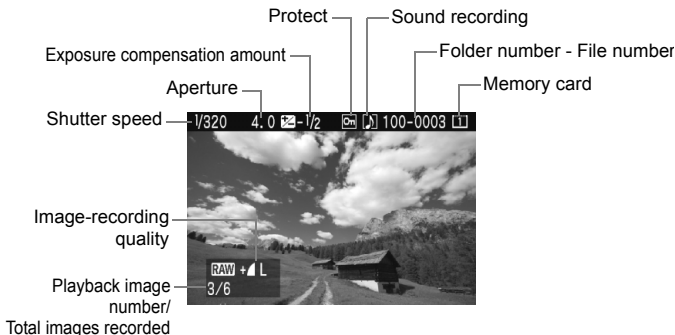 Protect
Sound recording
Exposure compensation amount
Folder number - File number
Aperture
Memory card
Shutter speed
1/320 4.0 -1/2 100-0003 1
Image-recording
quality
RAW + L
3/6
Playback image
number/
Total images recorded